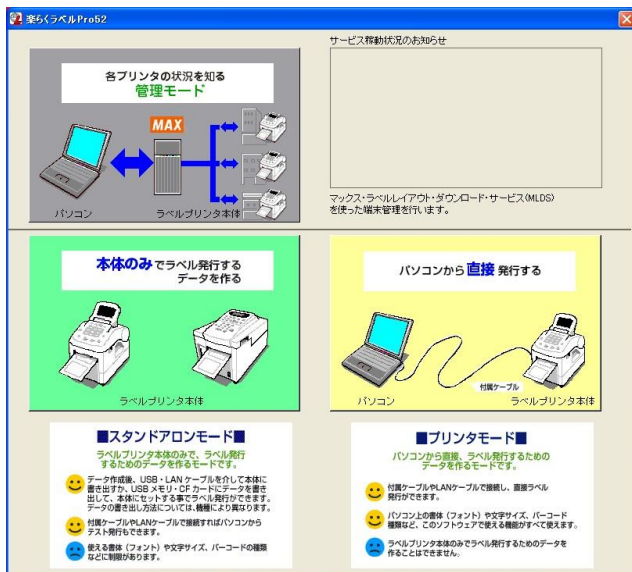 楽らくラベルPro52
各プリンタの状況を知る
管理モード
MAX
パソコン
ラベルプリンタ本体
サービス稼動状況のお知らせ
マックス・ラベルレイアウト・ダウンロード・サービス(MLDS)
を使った端末管理を行います。
本体のみでラベル発行する
データを作る
ラベルプリンタ本体
パソコンから直接発行する
付属ケーブル
パソコン
ラベルプリンタ本体
■スタンドアロンモード■
ラベルプリンタ本体のみで、ラベル発行
するためのデータを作るモードです。
データ作成後、USB・LAN ケーブルを介して本体に
書き出すか、USB メモリ・CF カードにデータを書き
出して、本体にセットする事でラベル発行ができます。
データの書き出し方法については、機種により異なります。
付属ケーブルやLANケーブルで接続すればパソコンから
テスト発行もできます。
使える書体（フォント）や文字サイズ、バーコードの種類
などに制限があります。
■プリンタモード■
パソコンから直接、ラベル発行するための
データを作るモードです。
付属ケーブルやLANケーブルで接続し、直接ラベル
発行ができます。
パソコン上の書体（フォント）や文字サイズ、バーコード
種類など、このソフトウェアで使える機能がすべて使えます。
ラベルプリンタ本体のみでラベル発行するためのデータを
作ることはできません。